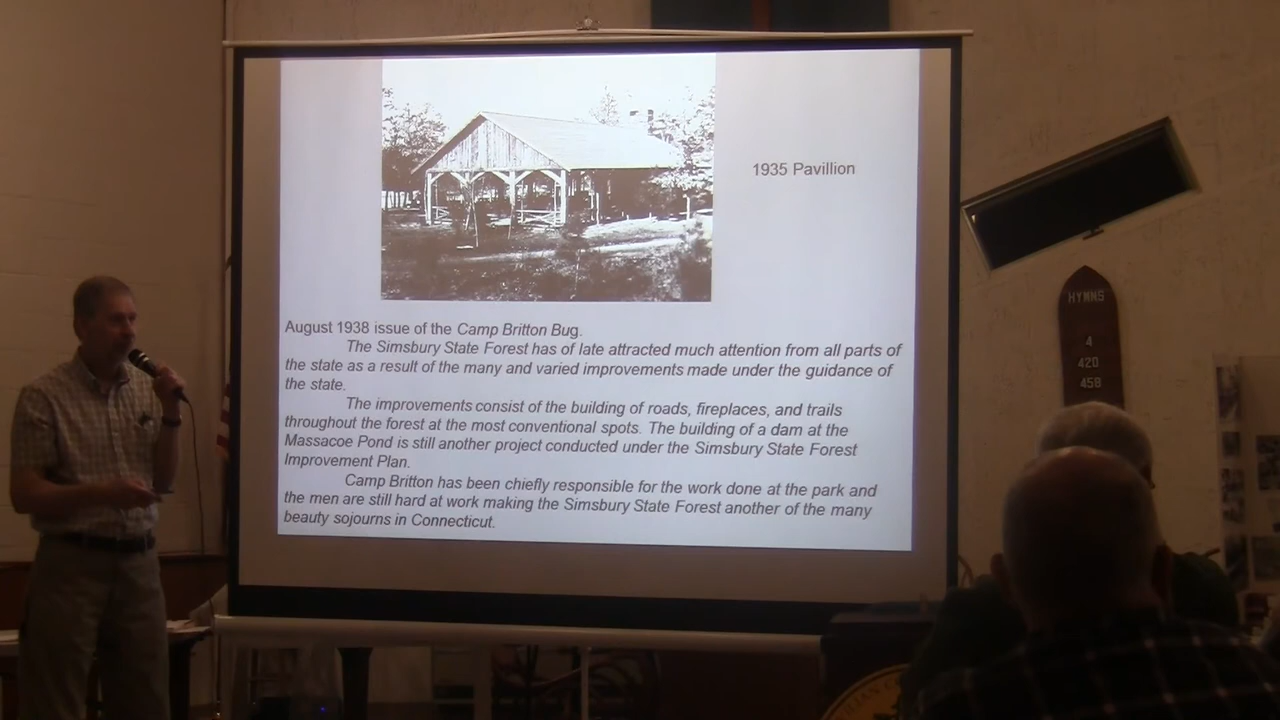 1935 Pavillion
August 1938 issue of the Camp Britton Bug.
The Simsbury State Forest has of late attracted much attention from all parts of
the state as a result of the many and varied improvements made under the guidance of
the state.
The improvements consist of the building of roads, fireplaces, and trails
throughout the forest at the most conventional spots. The building of a dam at the
Massacoe Pond is still another project conducted under the Simsbury State Forest
Improvement Plan.
Camp Britton has been chiefly responsible for the work done at the park and
the men are still hard at work making the Simsbury State Forest another of the many
beauty sojourns in Connecticut.
HYMNS
4
420
458